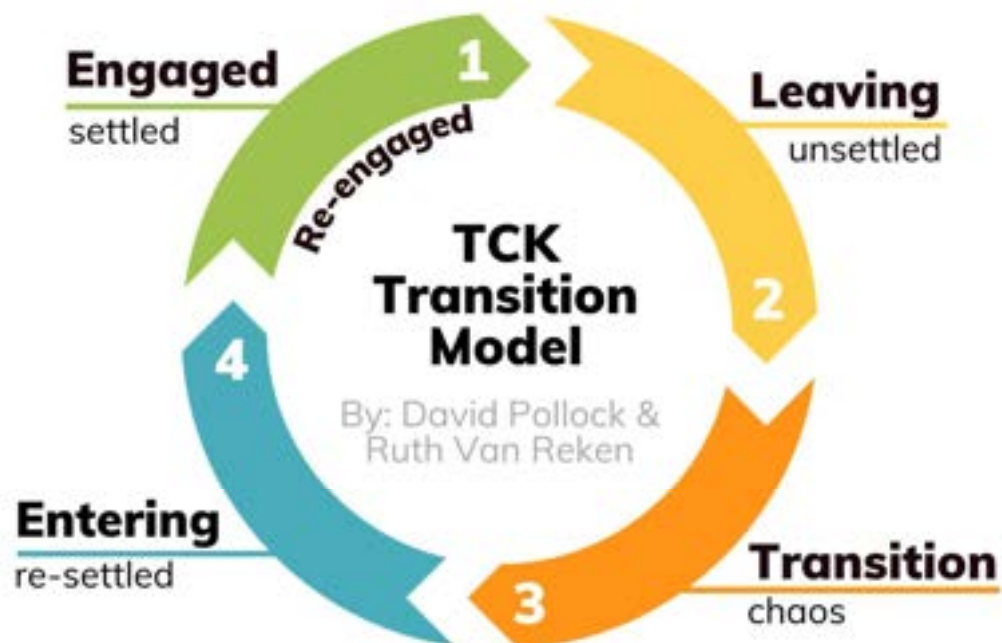 Engaged
settled
1
Re-engaged
Leaving
unsettled
2
TCK
Transition
Model
By: David Pollock &
Ruth Van Reken
4
Entering
re-settled
3
Transition
chaos